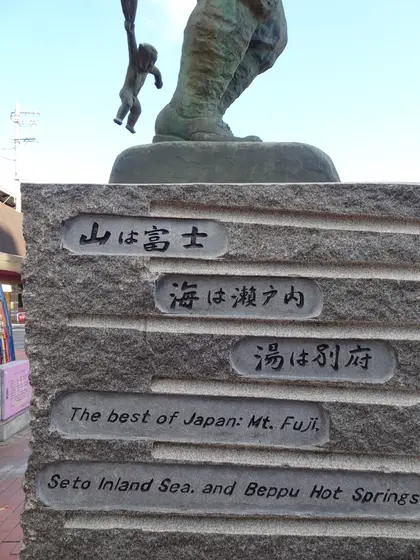 山は富士
海は瀬戸内
湯は別府
The best of Japan: Mt. Fuji,
Seto Inland Sea, and Beppu Hot Springs